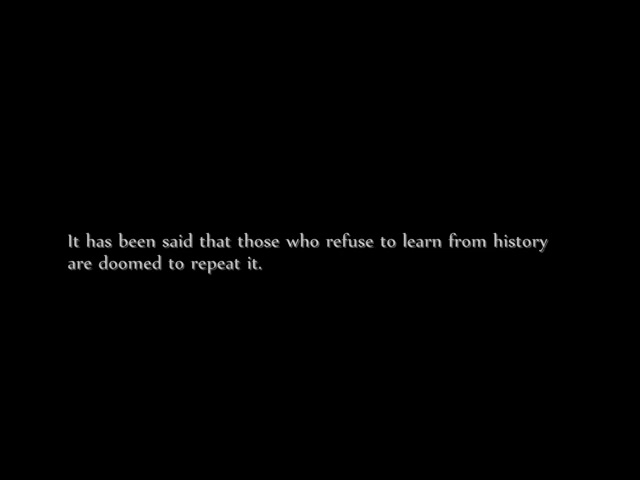 It has been said that those who refuse to learn from history
are doomed to repeat it.